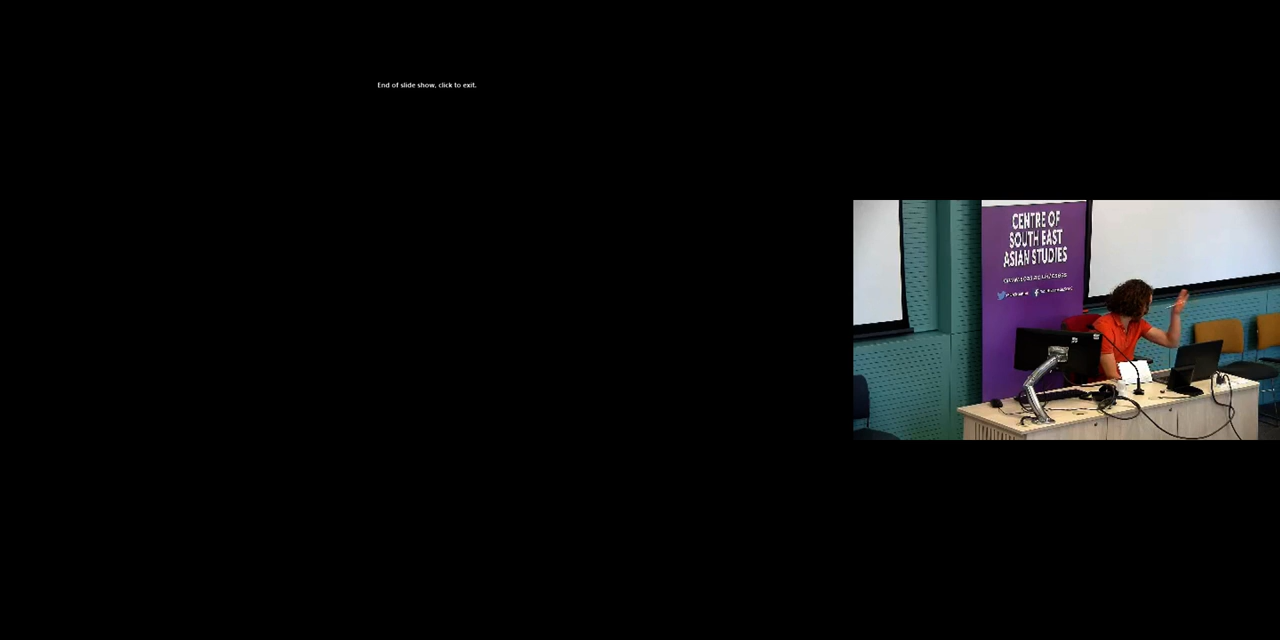 End of slide show, click to exit.
CENTRE OF
SOUTH EAST
ASIAN STUDIES